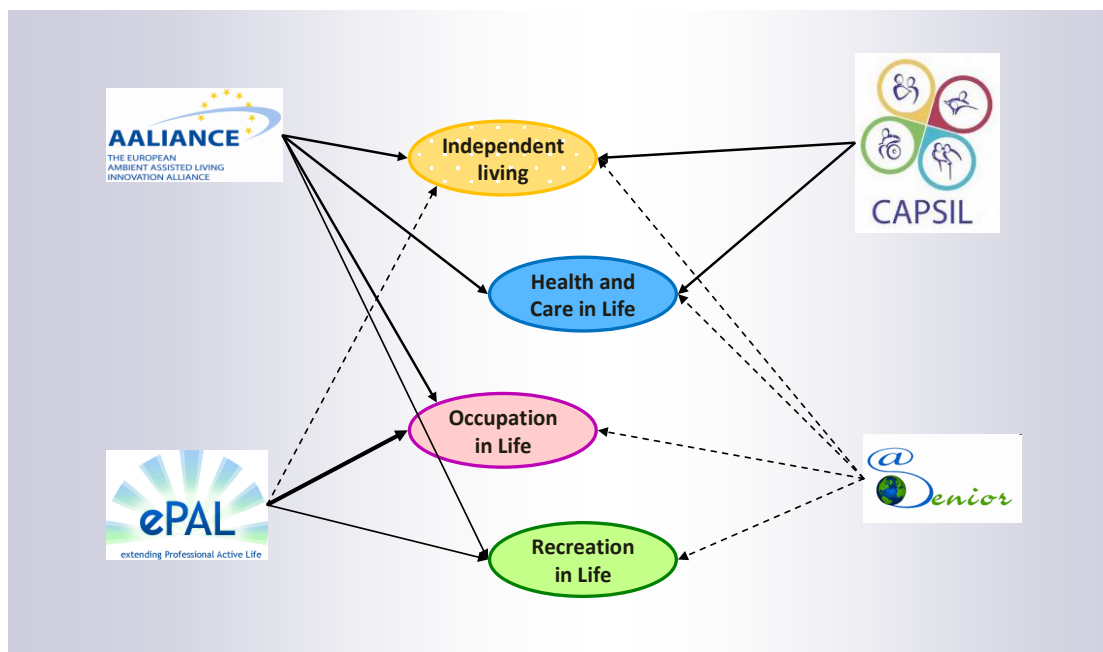 AALIANCE
THE EUROPEAN
AMBIENT ASSISTED LIVING
INNOVATION ALLIANCE
Independent
living
CAPSIL
Health and
Care in Life
Occupation
in Life
ePAL
extending Professional Active Life
@
Senior
Recreation
in Life